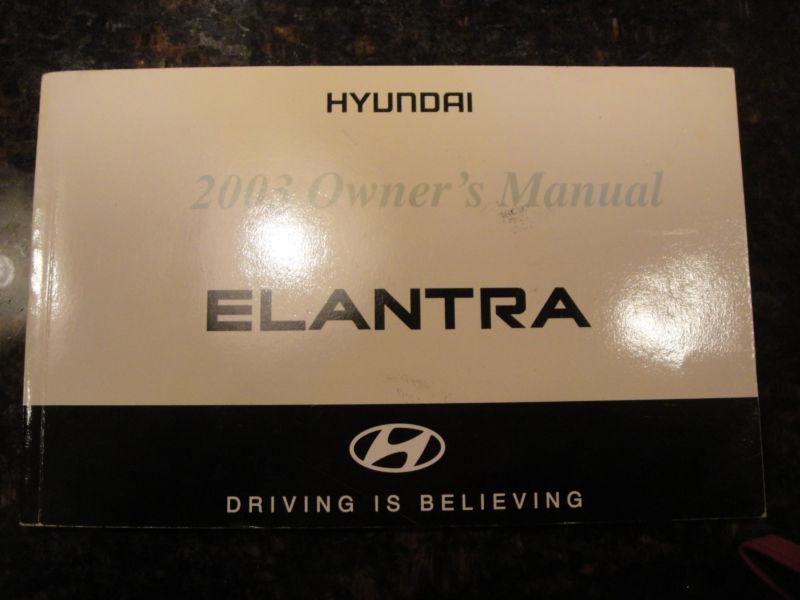 HYUNDAI
2003 Owner's Manual
ELANTRA
DRIVING IS BELIEVING